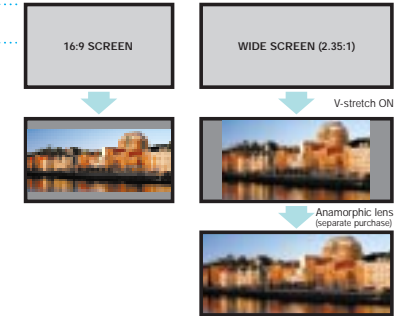 16:9 SCREEN
WIDE SCREEN (2.35:1)
V-stretch ON
Anamorphic lens
(separate purchase)